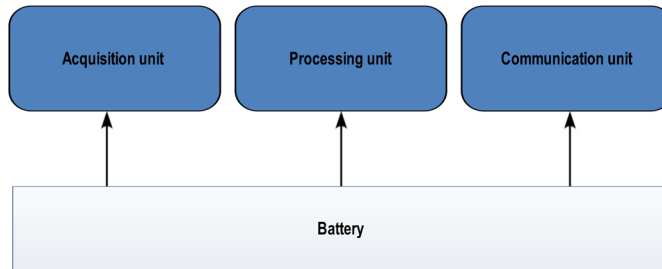 Acquisition unit
Processing unit
Communication unit
Battery